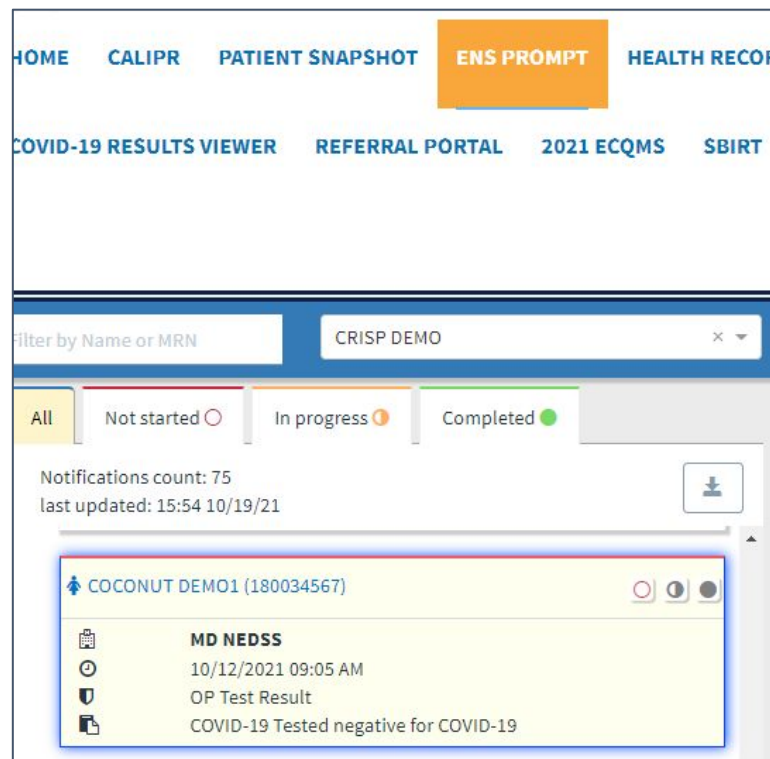 HOME CALIPR PATIENT SNAPSHOT ENS PROMPT HEALTH RECO
COVID-19 RESULTS VIEWER REFERRAL PORTAL 2021 ECQMS SBIRT
Filter by Name or MRN CRISP DEMO
All Not started In progress Completed
Notifications count: 75
last updated: 15:54 10/19/21
COCONUT DEMO1 (180034567)
MD NEDSS
10/12/2021 09:05 AM
OP Test Result
COVID-19 Tested negative for COVID-19